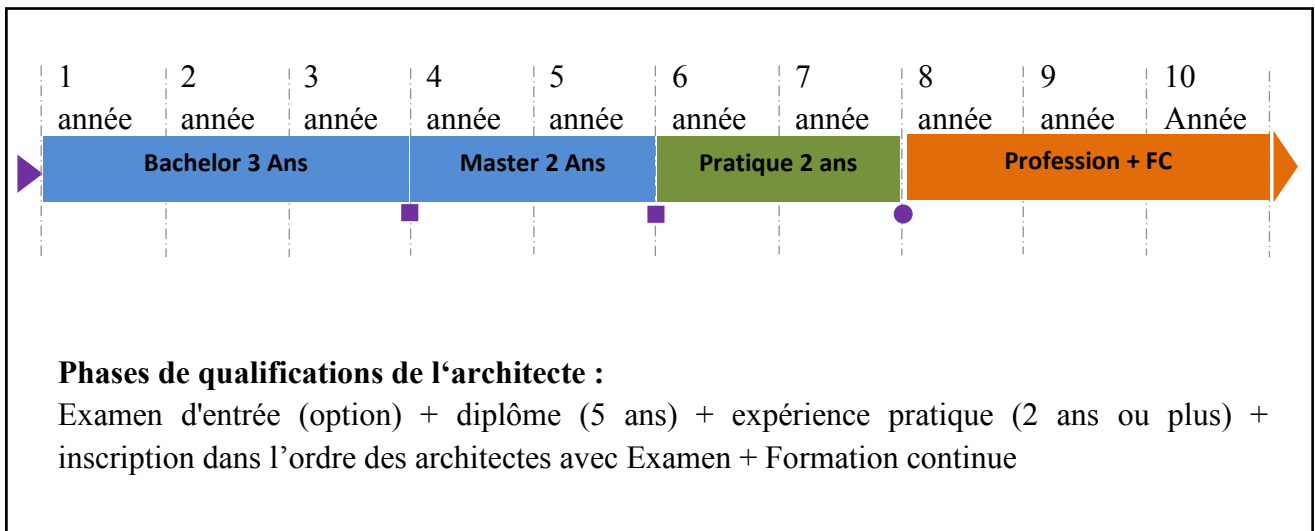 1 2 3 4 5 6 7 8 9 10
année année année année année année année année année Année
Bachelor 3 Ans Master 2 Ans Pratique 2 ans Profession + FC
Phases de qualifications de l‘architecte :
Examen d'entrée (option) + diplôme (5 ans) + expérience pratique (2 ans ou plus) +
inscription dans l’ordre des architectes avec Examen + Formation continue